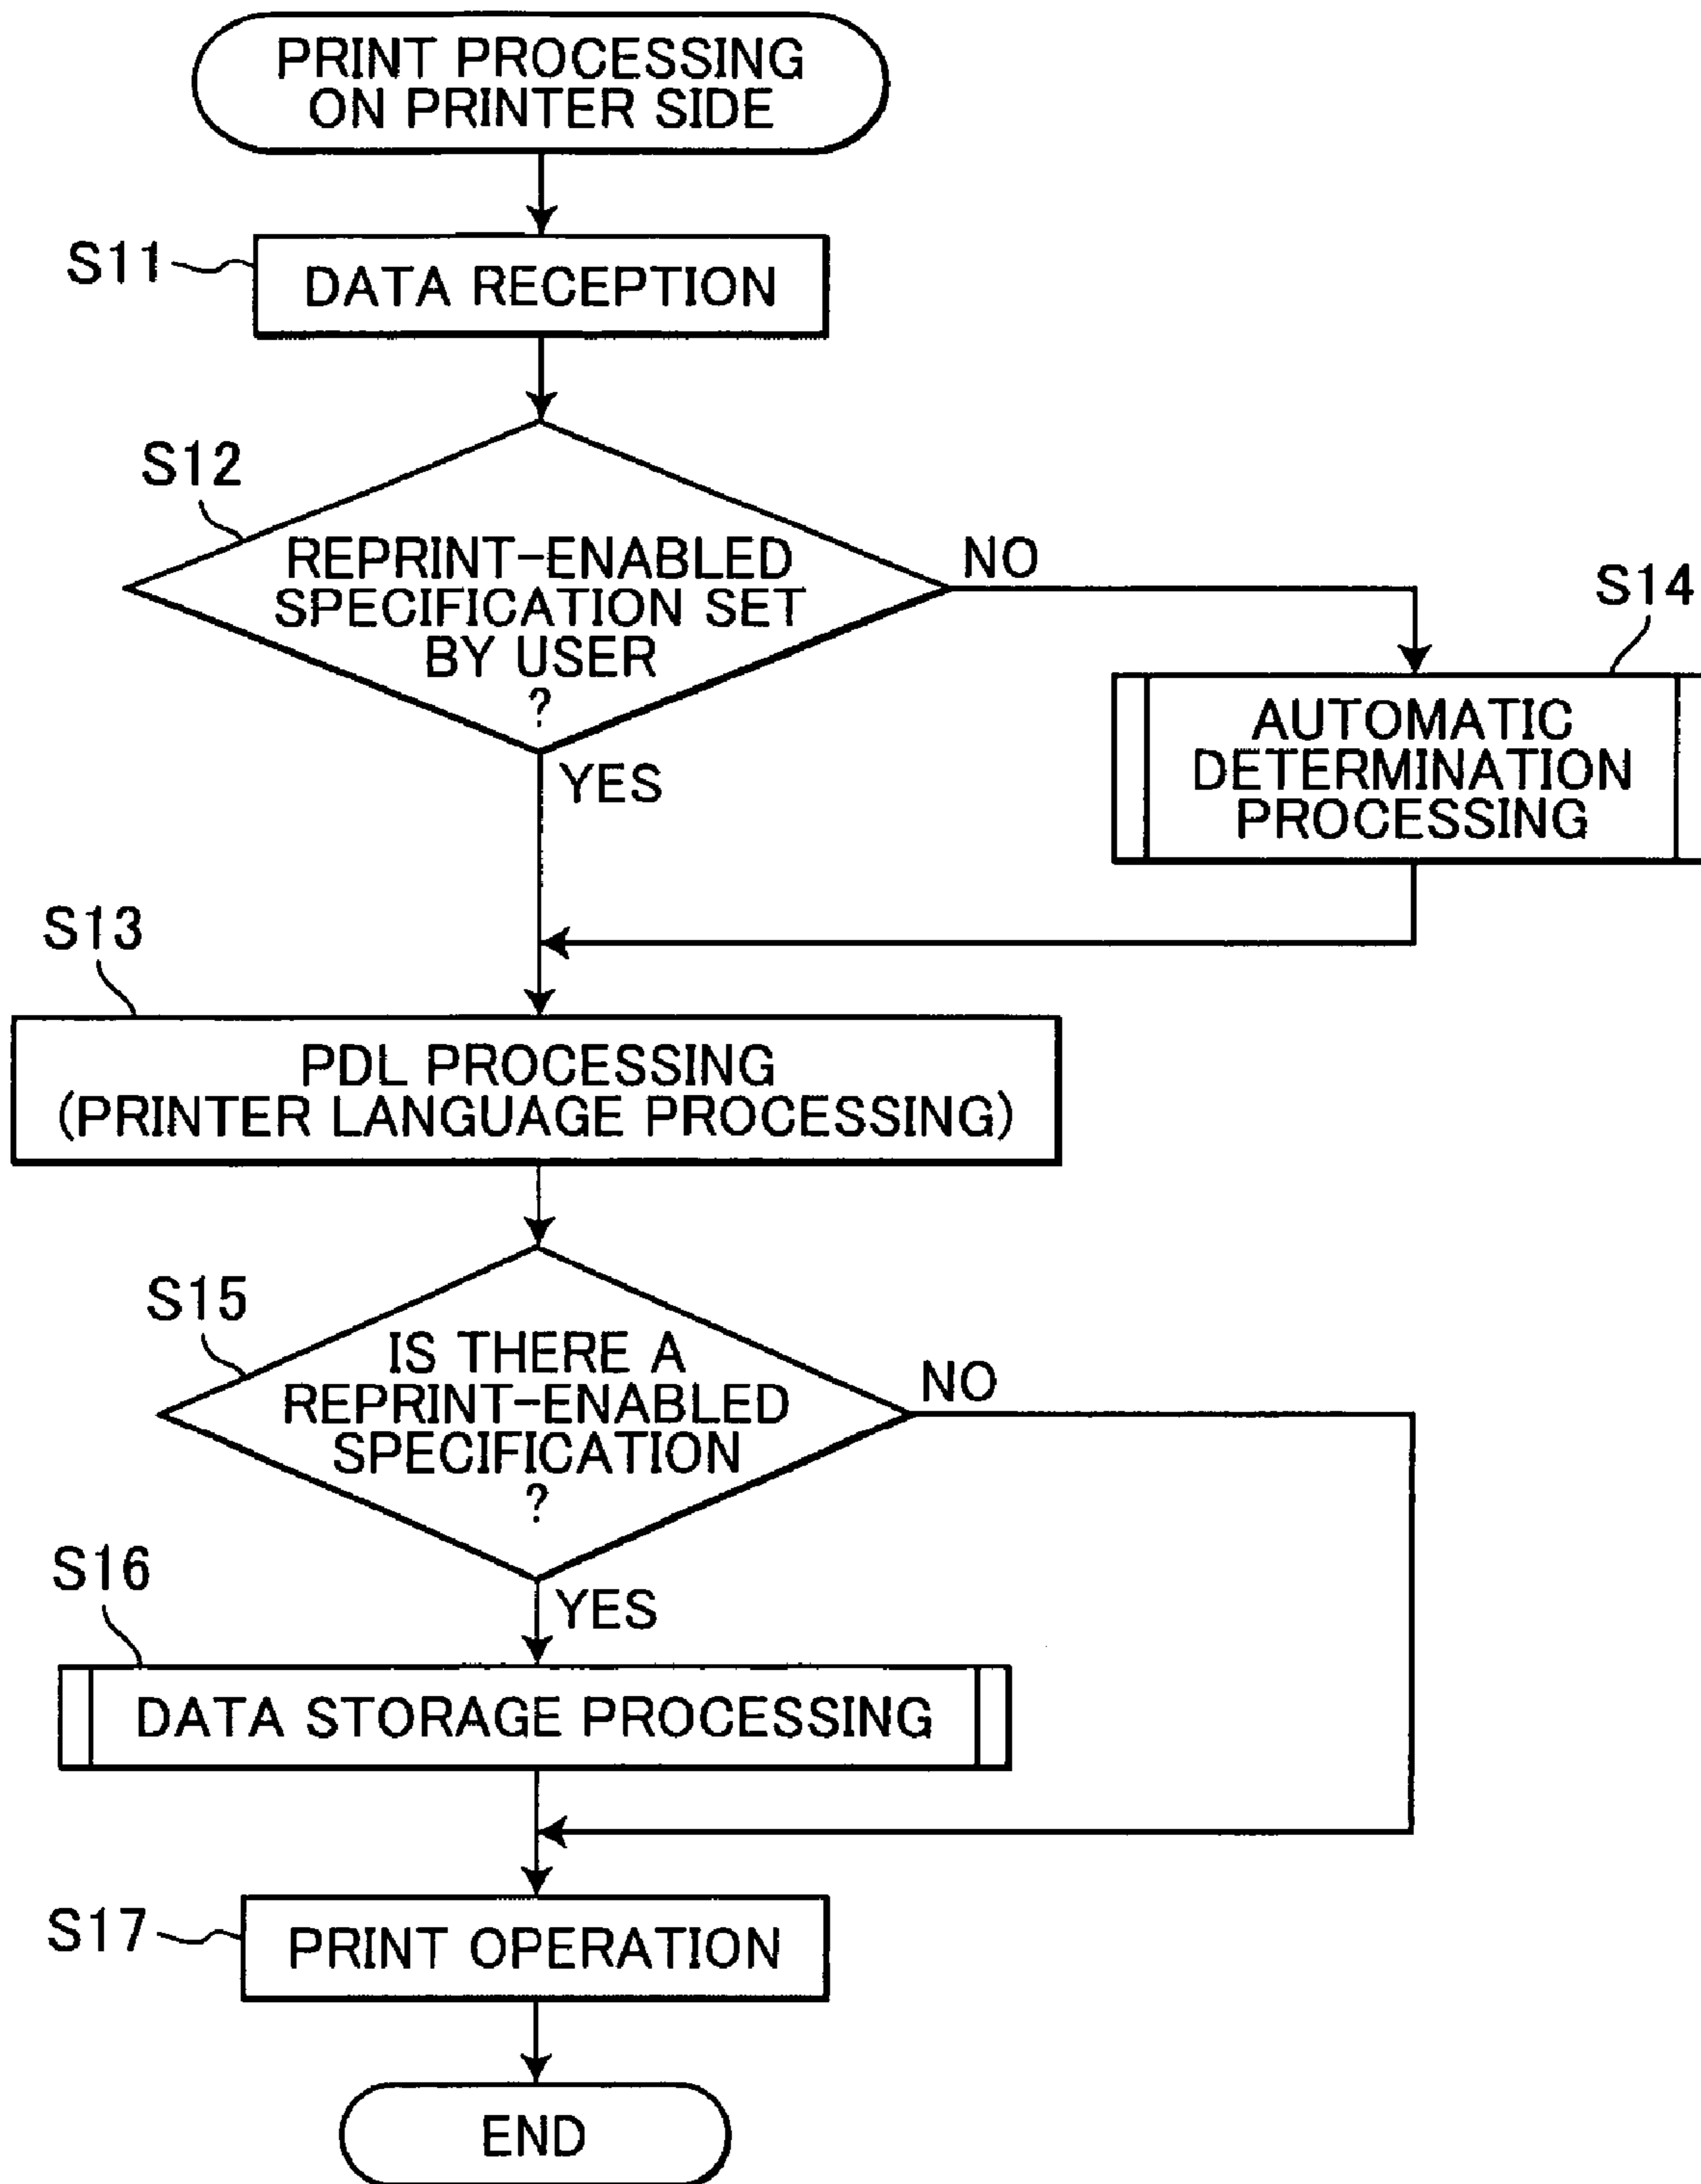 PRINT PROCESSING
ON PRINTER SIDE
S11
DATA RECEPTION
S12
REPRINT-ENABLED
SPECIFICATION SET
BY USER
?
NO
YES
S14
AUTOMATIC
DETERMINATION
PROCESSING
S13
PDL PROCESSING
(PRINTER LANGUAGE PROCESSING)
S15
IS THERE A
REPRINT-ENABLED
SPECIFICATION
?
NO
YES
S16
DATA STORAGE PROCESSING
S17
PRINT OPERATION
END